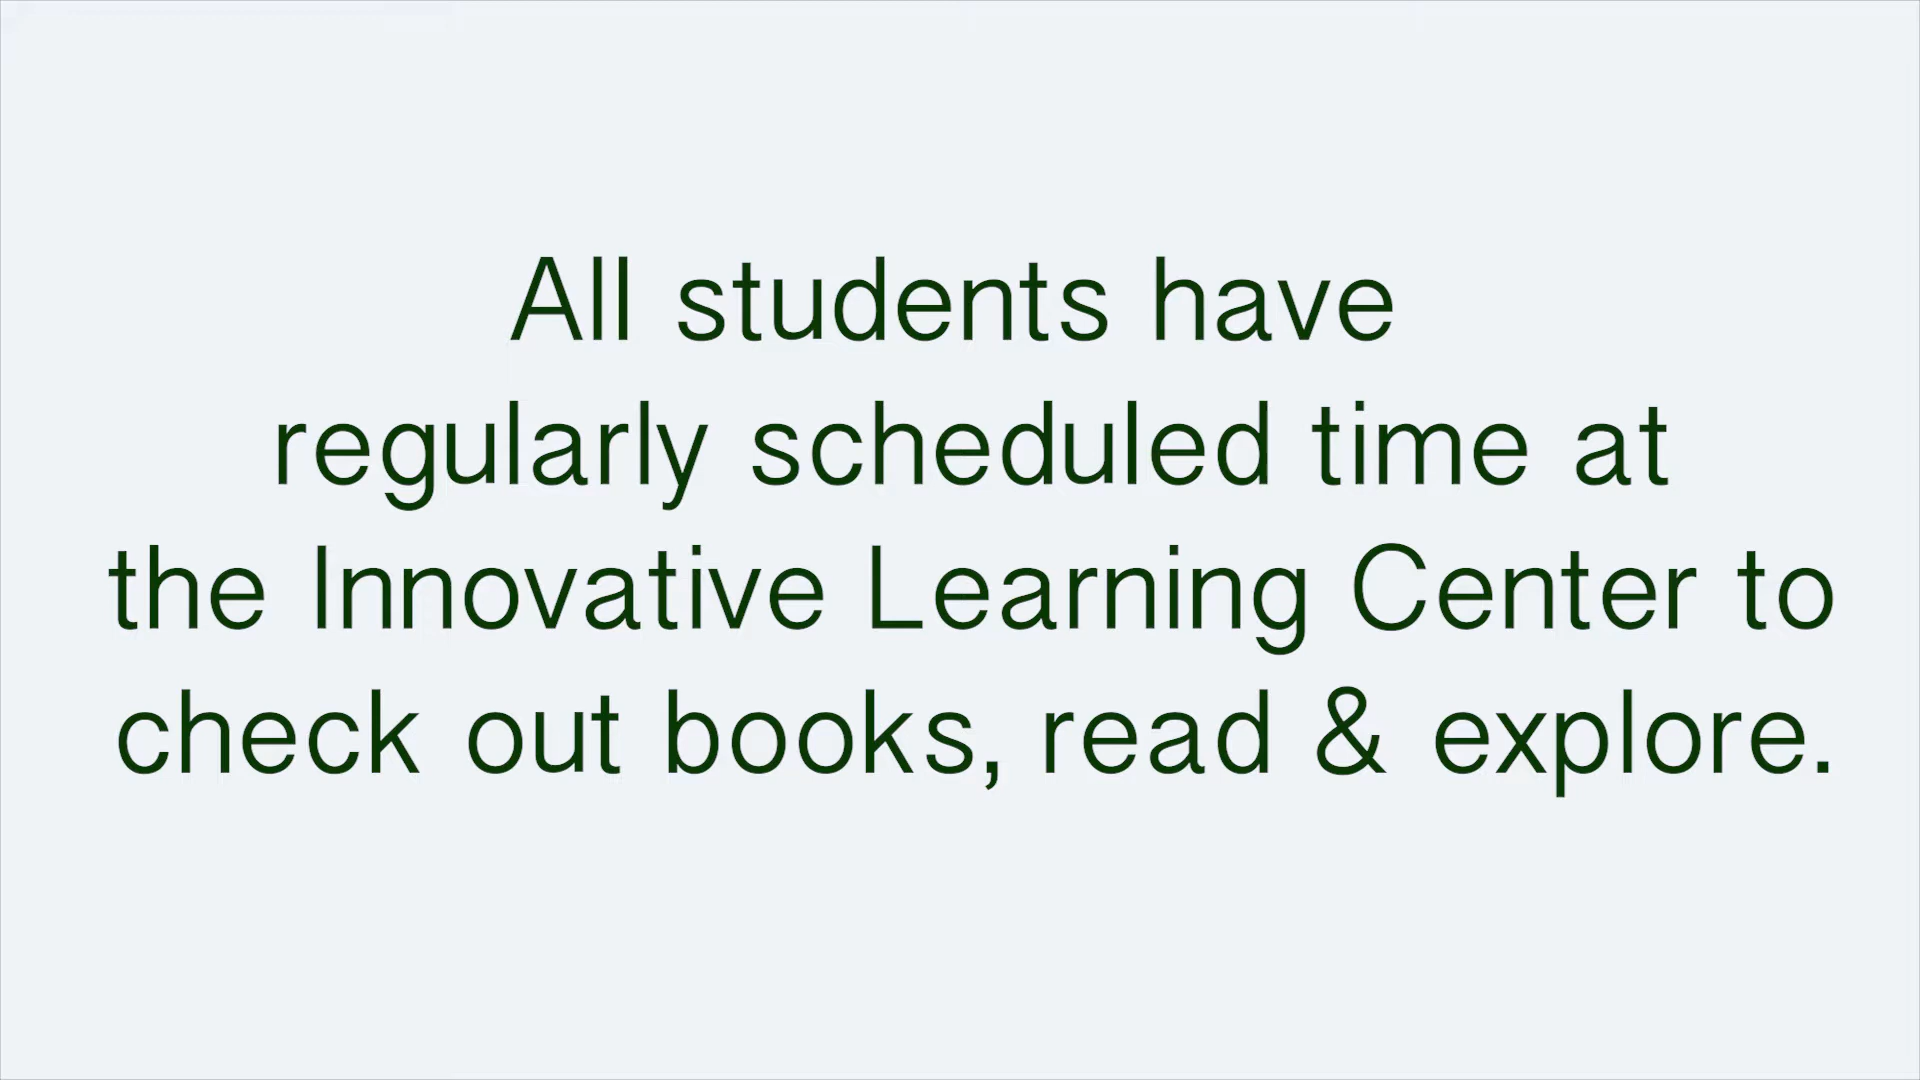 All students have
regularly scheduled time at
the Innovative Learning Center to
check out books, read & explore.